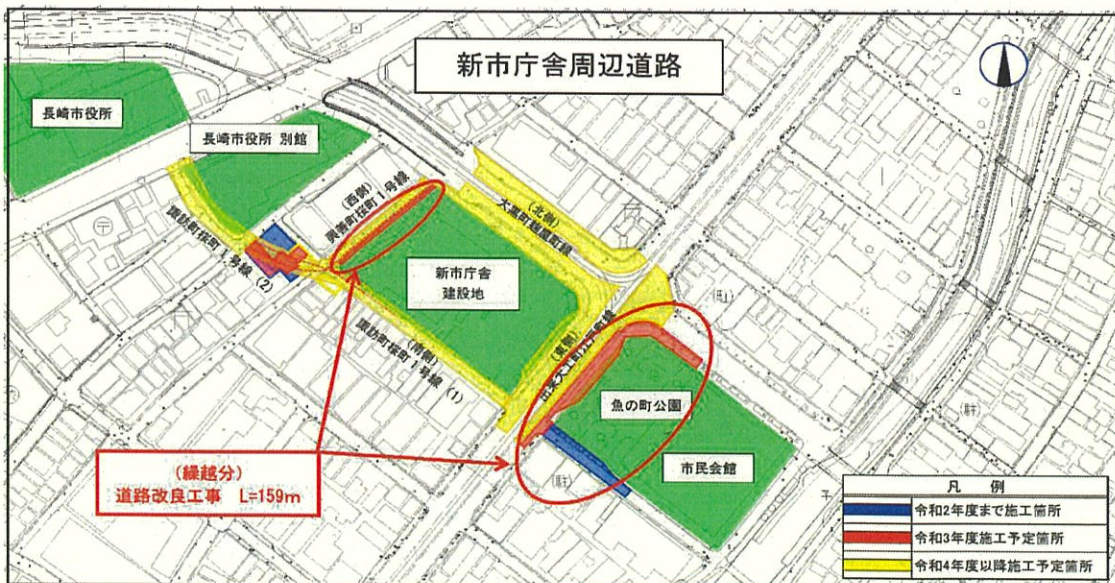 新市庁舎周辺道路
長崎市役所
長崎市役所 別館
(西側)
興善町桜町1号線
(北側)
諏訪町桜町1号線 (2)
新市庁舎
建設地
(南側)
諏訪町桜町1号線 (1)
(東側)
魚の町公園
市民会館
(駐)
(駐)
(駐)
(繰越分)
道路改良工事 L=159m
凡 例
令和2年度まで施工箇所
令和3年度施工予定箇所
令和4年度以降施工予定箇所